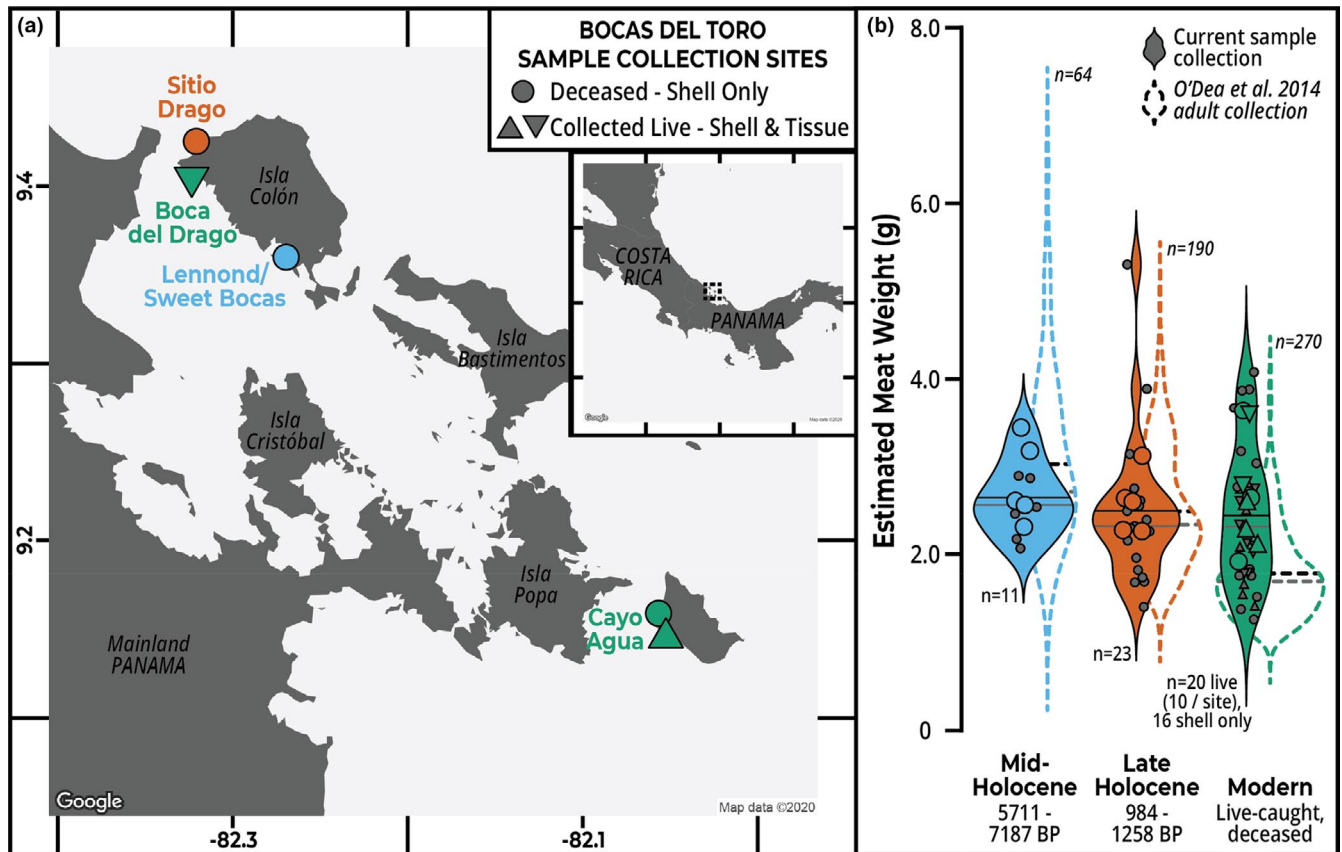 (a)
BOCAS DEL TORO
SAMPLE COLLECTION SITES
Deceased - Shell Only
Collected Live - Shell & Tissue
Sitio
Drago
Isla
Colón
9.4
Boca
del Drago
Lennond/
Sweet Bocas
COSTA
RICA
PANAMA
Google
Map data ©2020
Isla
Bastimentos
Isla
Cristóbal
9.2
Isla
Popa
Cayo
Agua
Mainland
PANAMA
Google
Map data ©2020
-82.3
-82.1
(b)
8.0
Current sample
collection
n=64
O'Dea et al. 2014
adult collection
6.0
n=190
n=270
Estimated Meat Weight (g)
4.0
2.0
n=11
n=23
n=20 live
(10 / site),
16 shell only
0
Mid-
Holocene
5711 -
7187 BP
Late
Holocene
984 -
1258 BP
Modern
Live-caught,
deceased